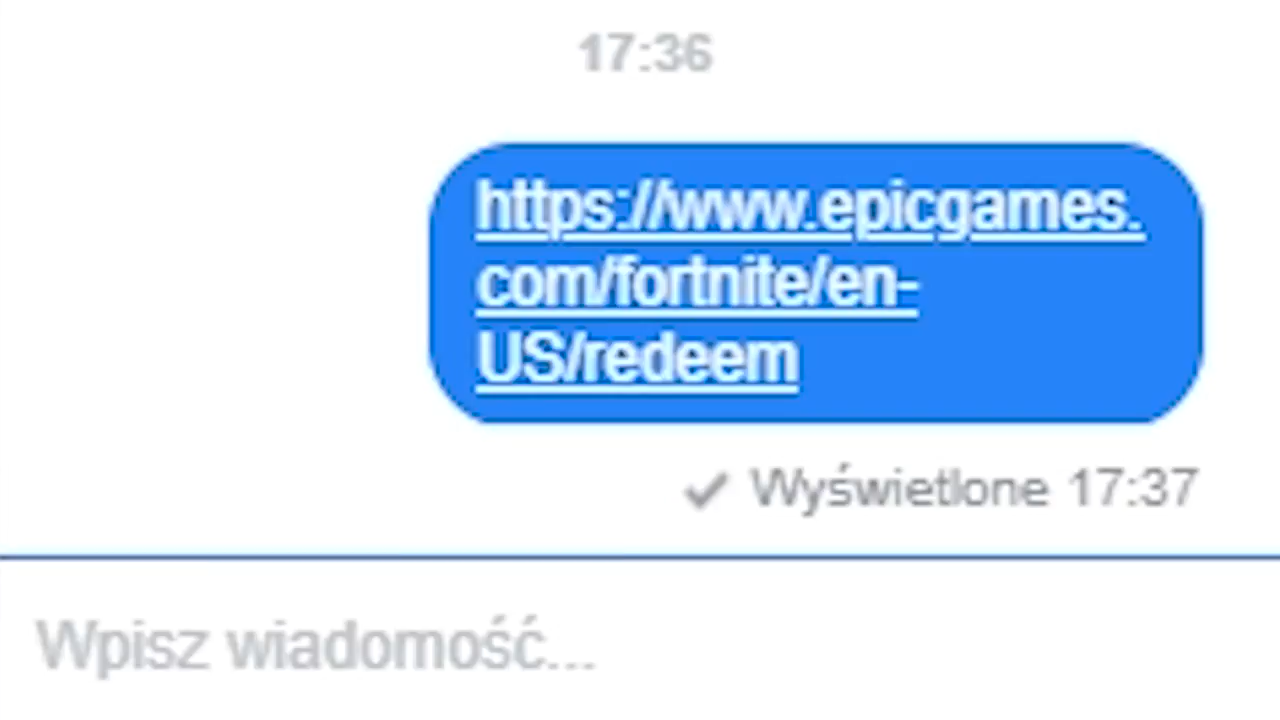 17:36
https://www.epicgames.
com/fortnite/en-
US/redeem
Wyświetlone 17:37
Wpisz wiadomość...